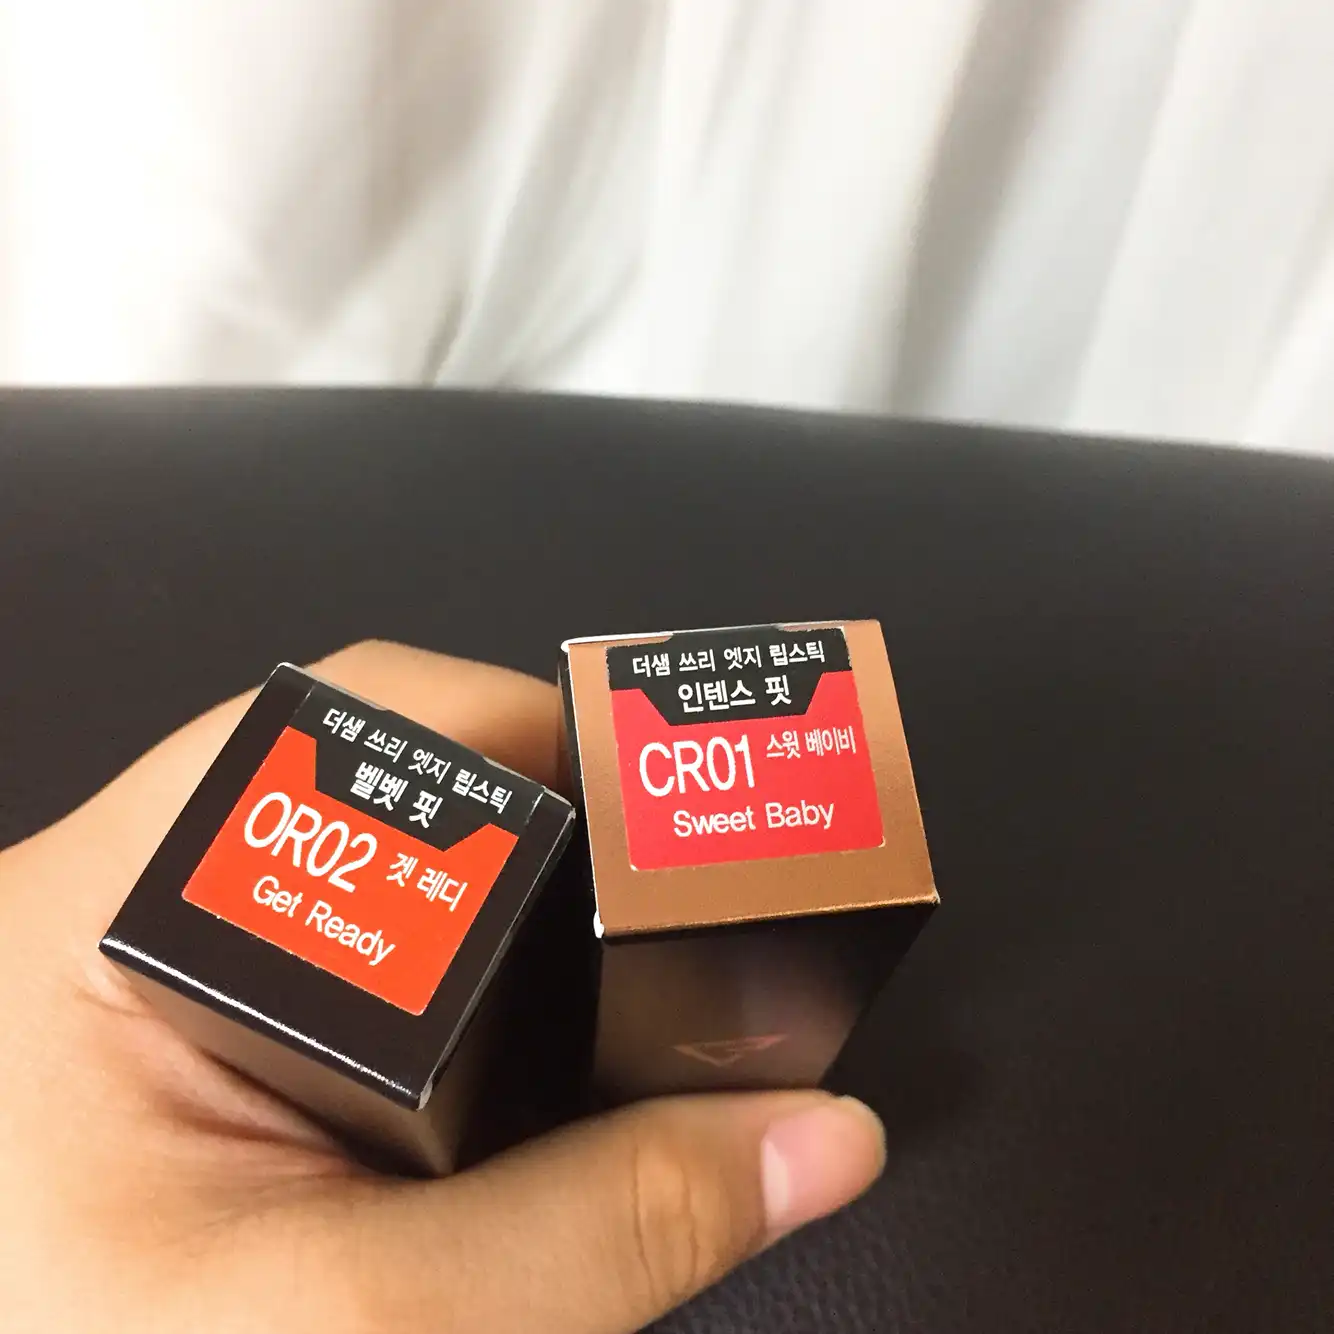 더샘 쓰리 엣지 립스틱
벨벳 핏
OR02 겟 레디
Get Ready
더샘 쓰리 엣지 립스틱
인텐스 핏
CR01 스윗 베이비
Sweet Baby